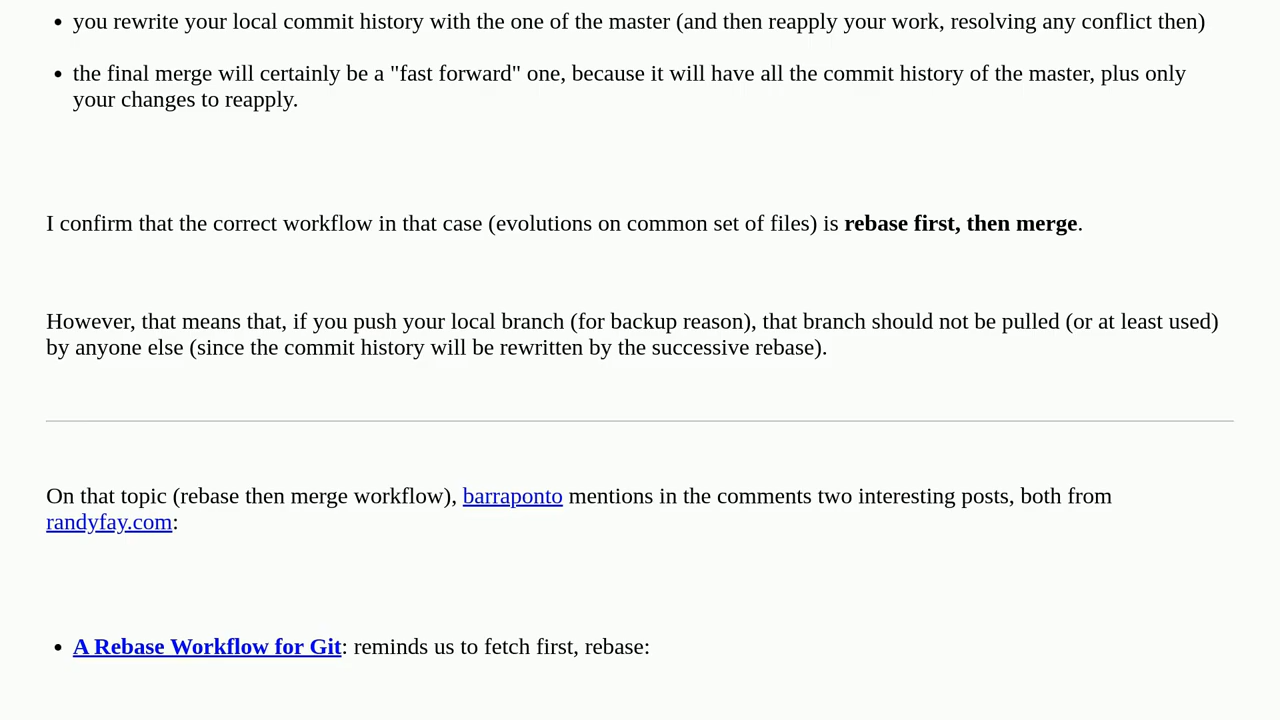 you rewrite your local commit history with the one of the master (and then reapply your work, resolving any conflict then)
the final merge will certainly be a "fast forward" one, because it will have all the commit history of the master, plus only
your changes to reapply.
I confirm that the correct workflow in that case (evolutions on common set of files) is rebase first, then merge.
However, that means that, if you push your local branch (for backup reason), that branch should not be pulled (or at least used)
by anyone else (since the commit history will be rewritten by the successive rebase).
On that topic (rebase then merge workflow), barraponto mentions in the comments two interesting posts, both from
randyfay.com:
A Rebase Workflow for Git: reminds us to fetch first, rebase: